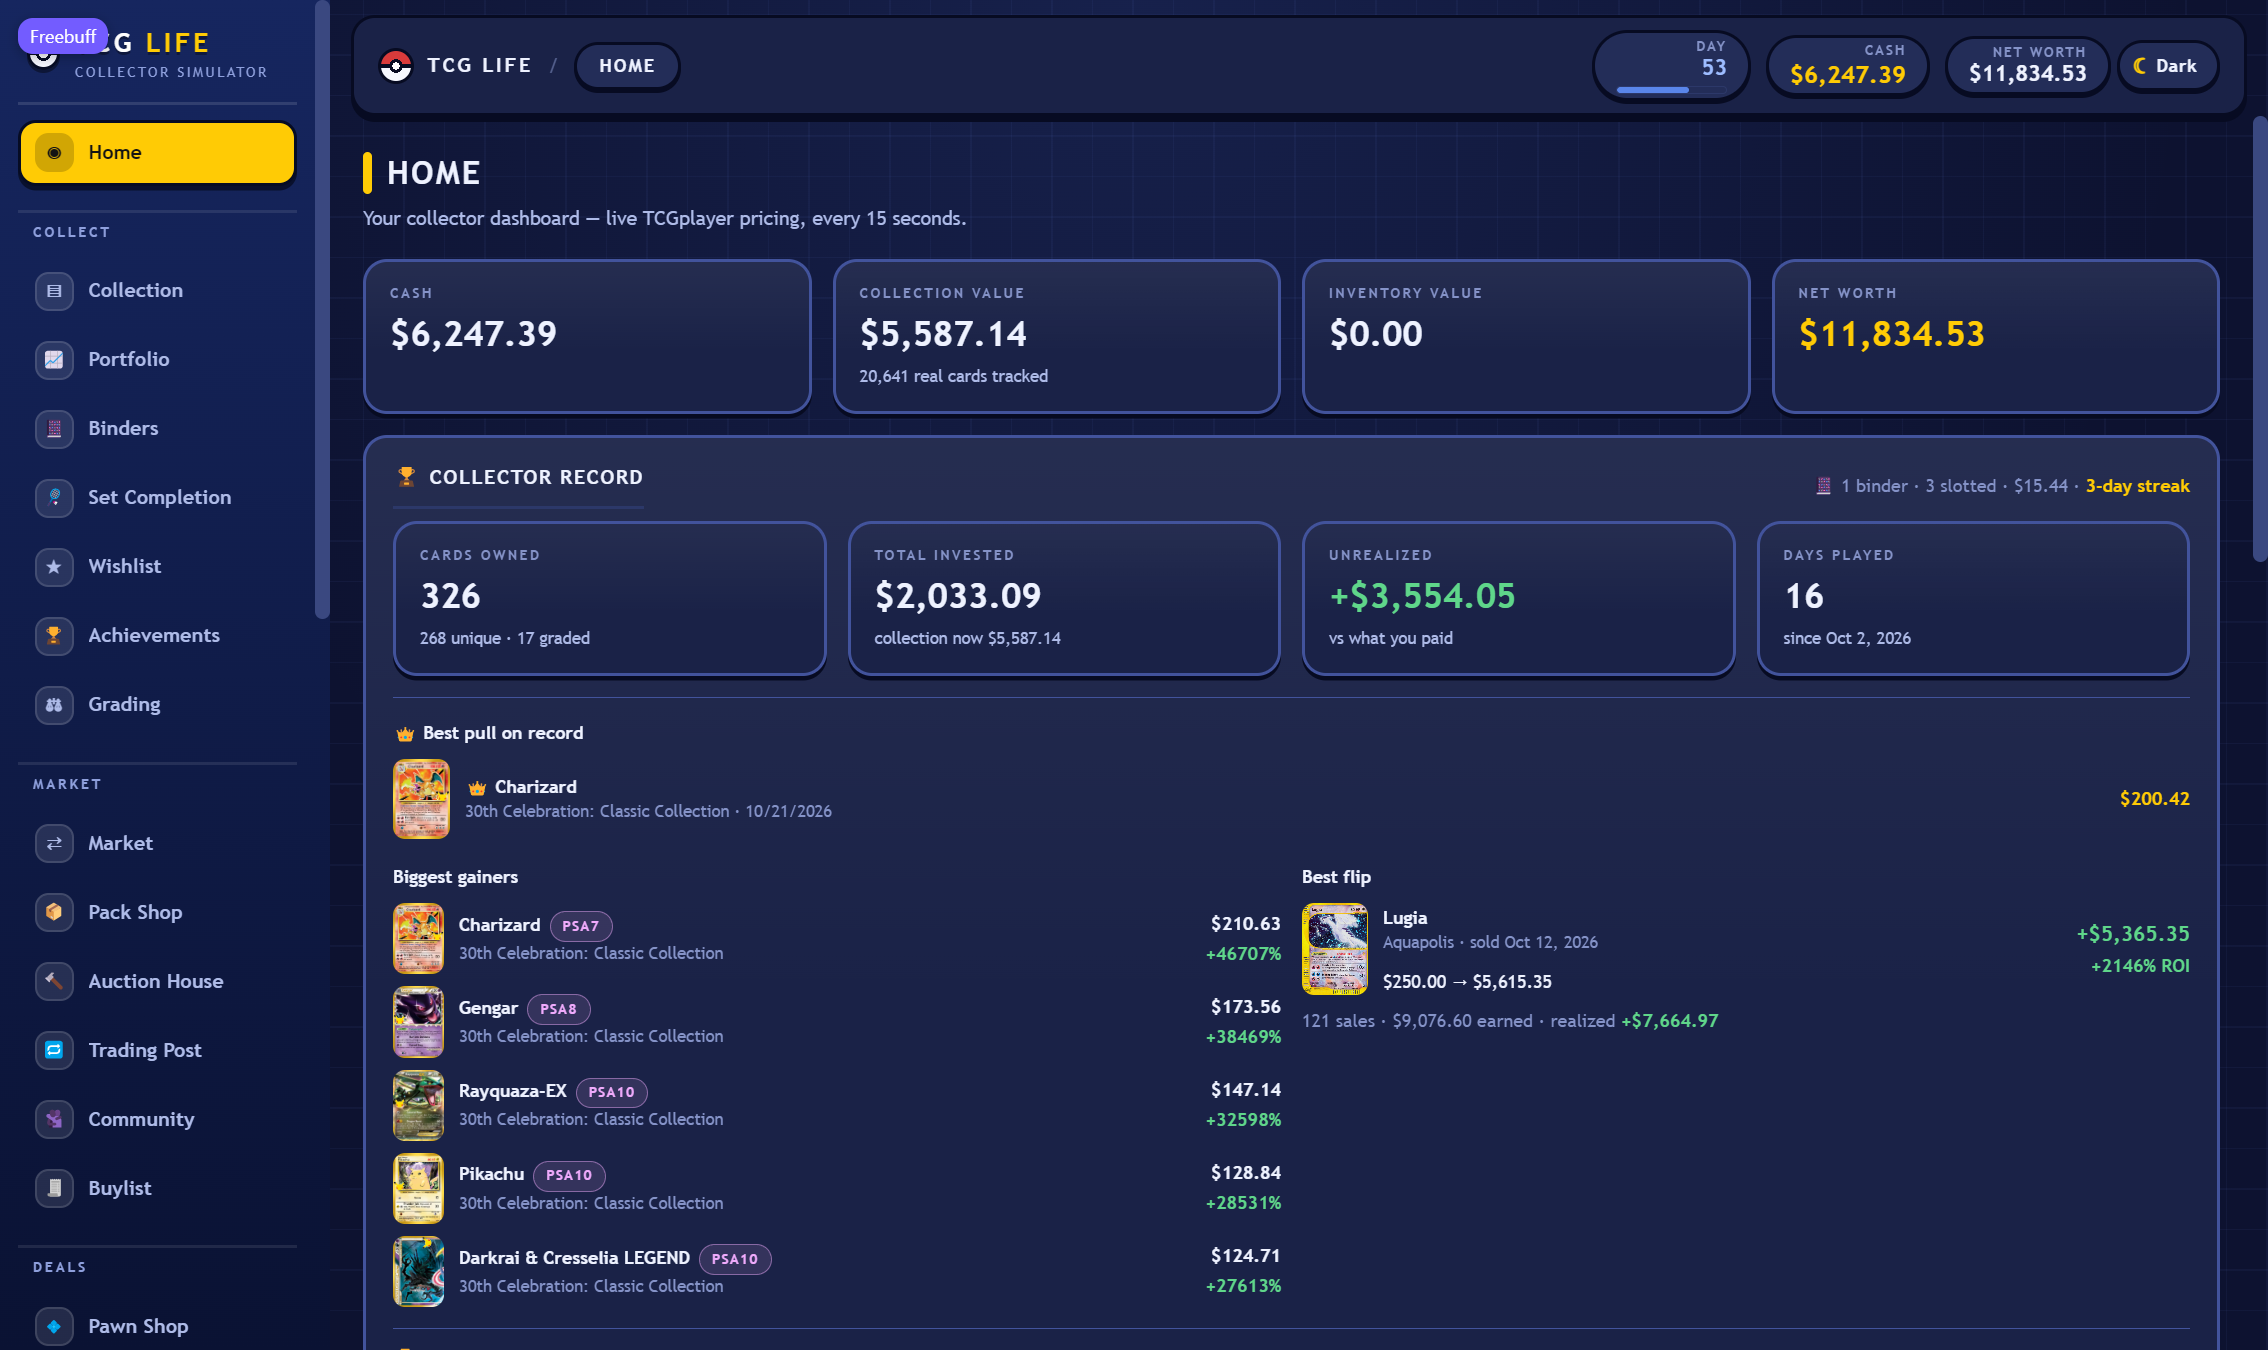 Freebuff
CG LIFE
COLLECTOR SIMULATOR
Home
COLLECT
Collection
Portfolio
Binders
Set Completion
Wishlist
Achievements
Grading
MARKET
Market
Pack Shop
Auction House
Trading Post
Community
Buylist
DEALS
Pawn Shop
TCG LIFE / HOME
DAY
53
CASH
$6,247.39
NET WORTH
$11,834.53
Dark
HOME
Your collector dashboard — live TCGplayer pricing, every 15 seconds.
CASH
$6,247.39
COLLECTION VALUE
$5,587.14
20,641 real cards tracked
INVENTORY VALUE
$0.00
NET WORTH
$11,834.53
COLLECTOR RECORD
1 binder · 3 slotted · $15.44 · 3-day streak
CARDS OWNED
326
268 unique · 17 graded
TOTAL INVESTED
$2,033.09
collection now $5,587.14
UNREALIZED
+$3,554.05
vs what you paid
DAYS PLAYED
16
since Oct 2, 2026
Best pull on record
Charizard
30th Celebration: Classic Collection · 10/21/2026
$200.42
Biggest gainers
Charizard PSA7
30th Celebration: Classic Collection
$210.63
+46707%
Gengar PSA8
30th Celebration: Classic Collection
$173.56
+38469%
Rayquaza-EX PSA10
30th Celebration: Classic Collection
$147.14
+32598%
Pikachu PSA10
30th Celebration: Classic Collection
$128.84
+28531%
Darkrai & Cresselia LEGEND PSA10
30th Celebration: Classic Collection
$124.71
+27613%
Best flip
Lugia
Aquapolis · sold Oct 12, 2026
$250.00 → $5,615.35
+$5,365.35
+2146% ROI
121 sales · $9,076.60 earned · realized +$7,664.97